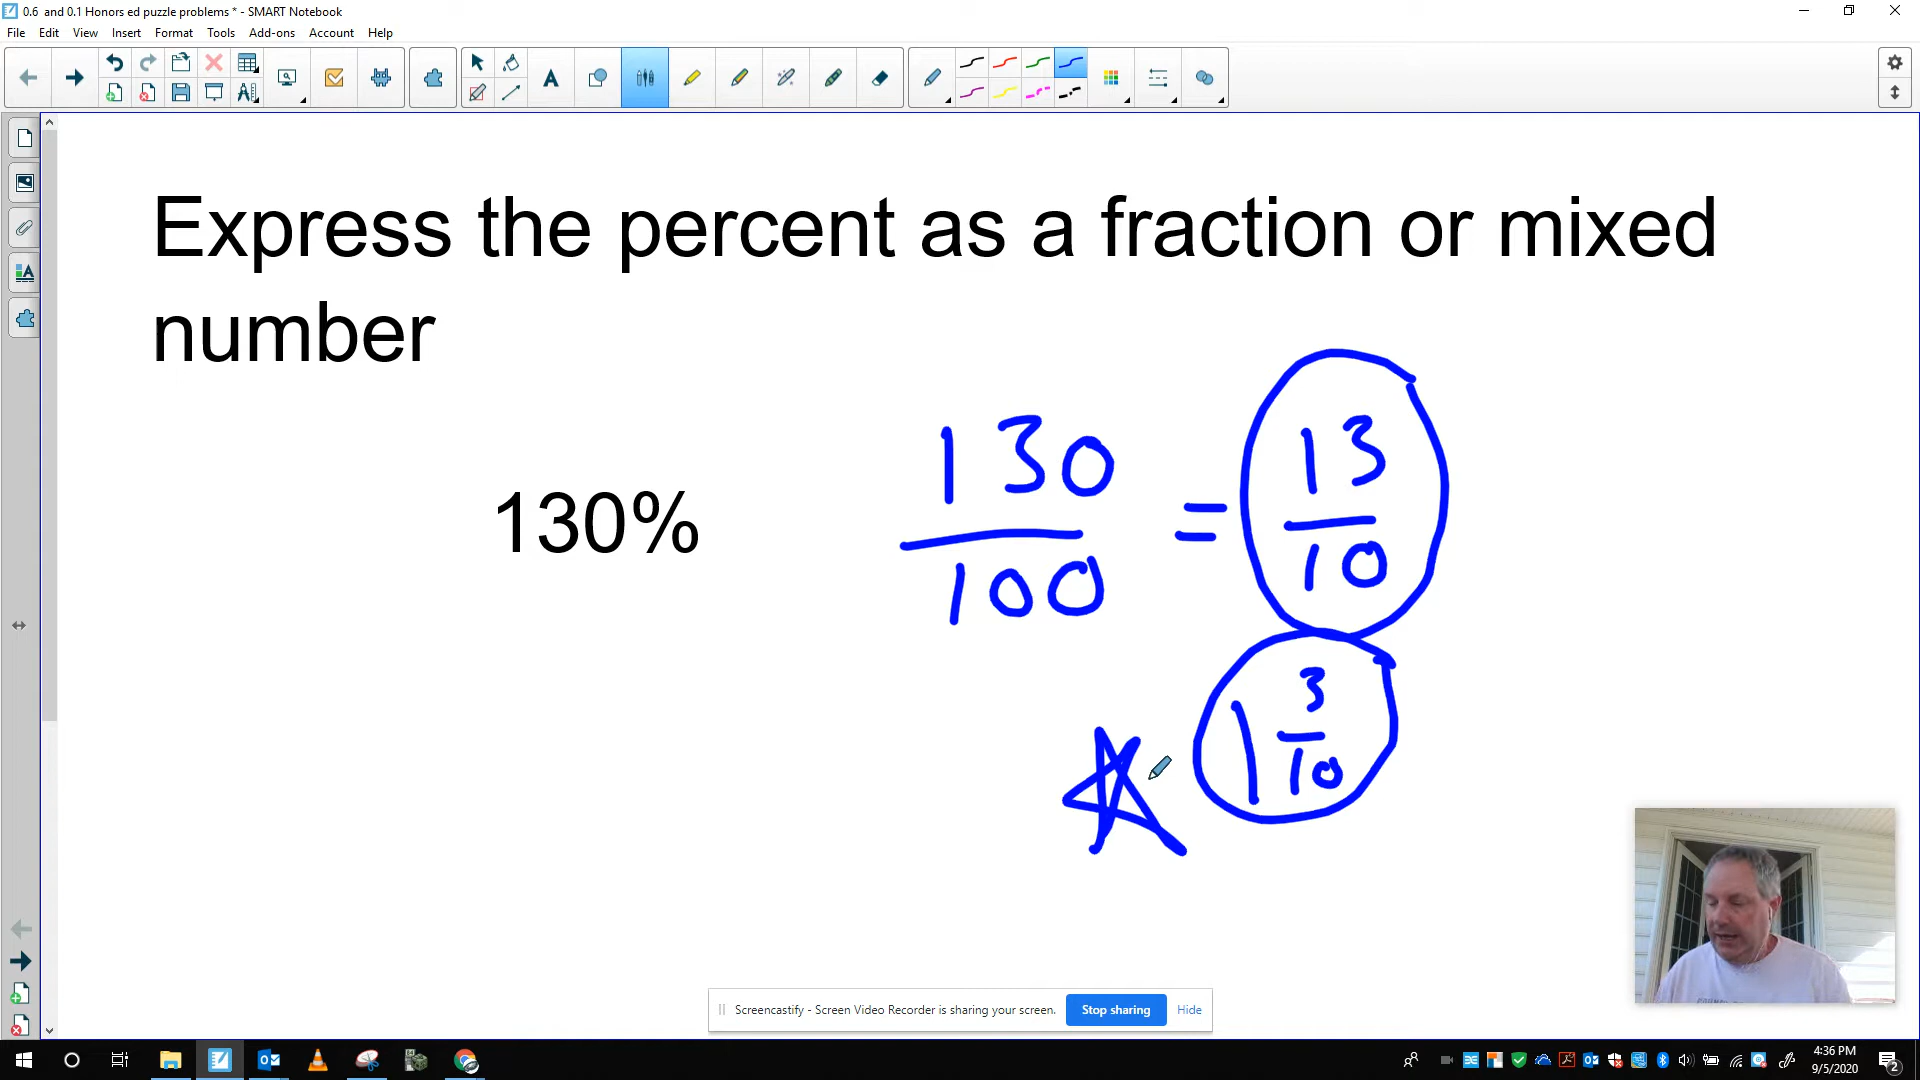 0.6 and 0.1 Honors ed puzzle problems * - SMART Notebook
File Edit View Insert Format Tools Add-ons Account Help
Express the percent as a fraction or mixed
number
130%
130/100 = 13/10
1 3/10
Screencastify - Screen Video Recorder is sharing your screen. Stop sharing Hide
4:36 PM
9/5/2020
2